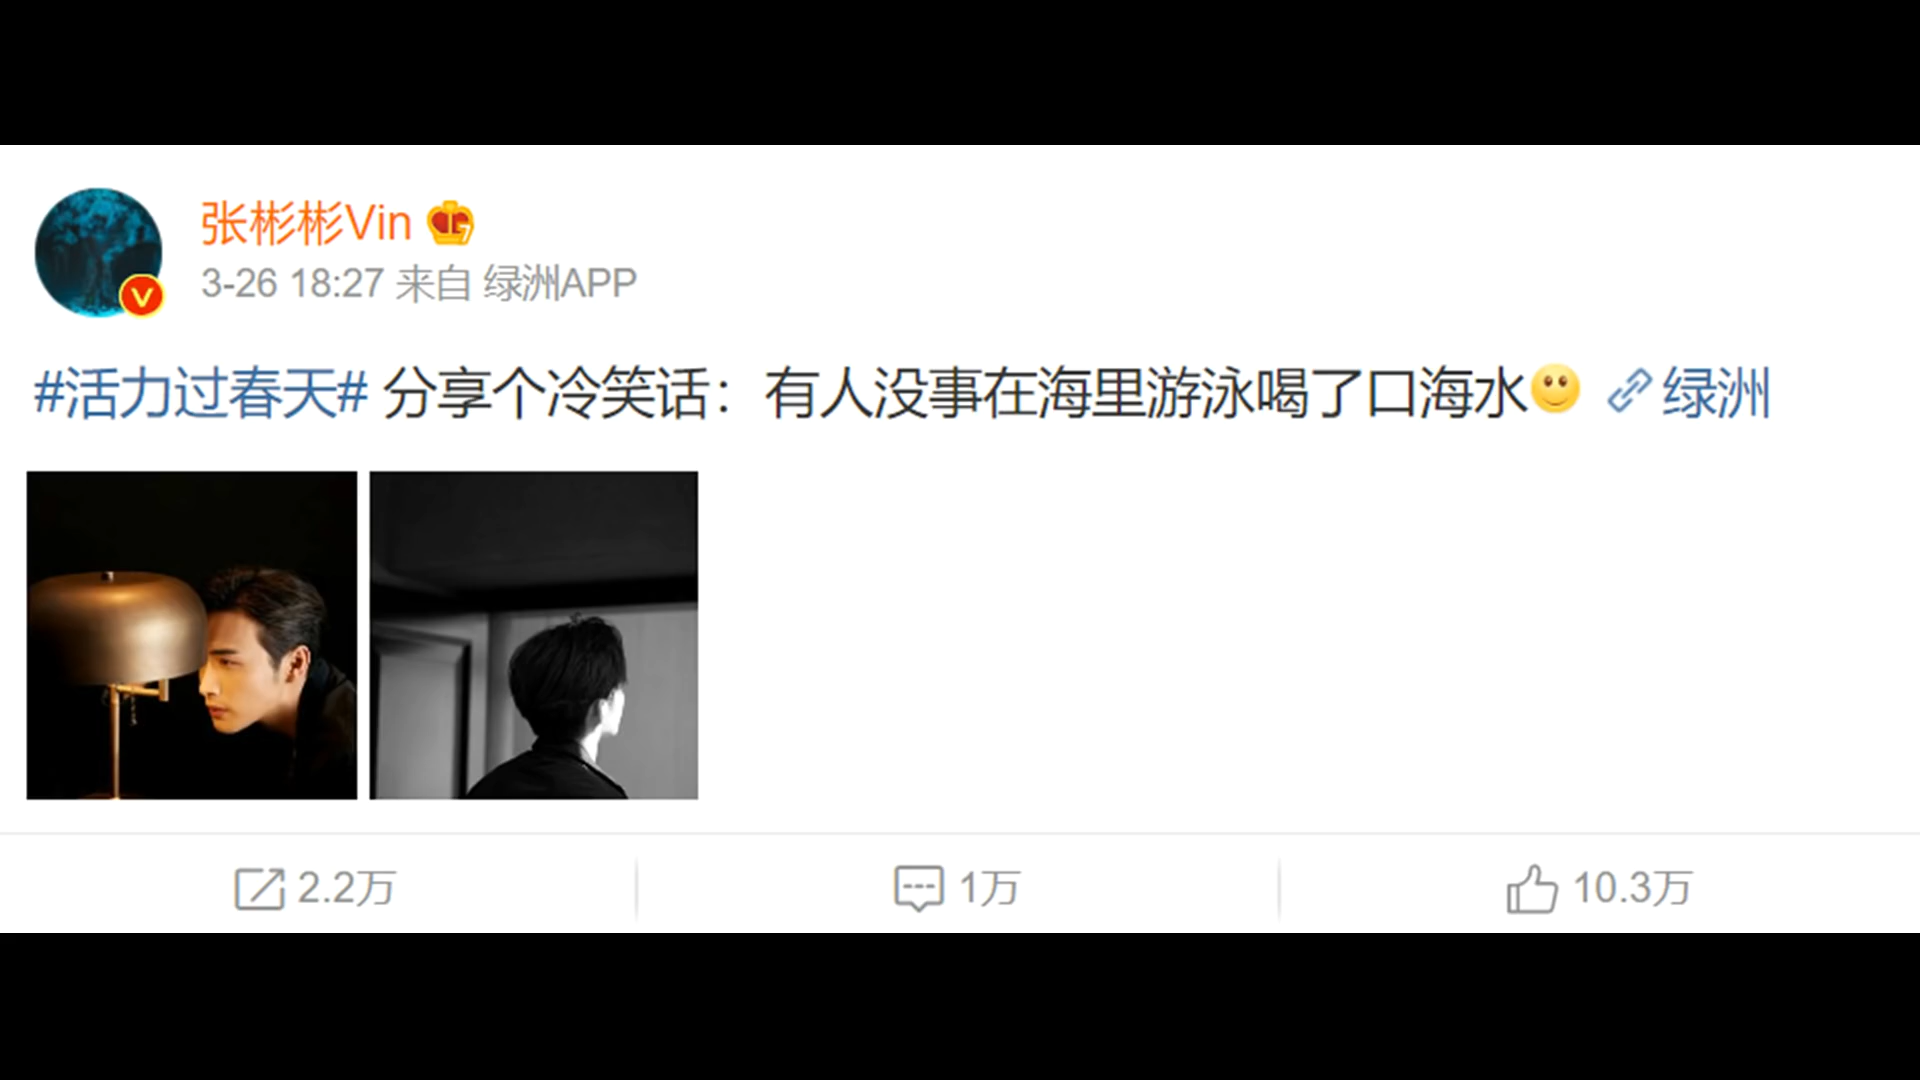 张彬彬Vin
3-26 18:27 来自 绿洲APP
#活力过春天# 分享个冷笑话：有人没事在海里游泳喝了口海水 绿洲
2.2万
1万
10.3万